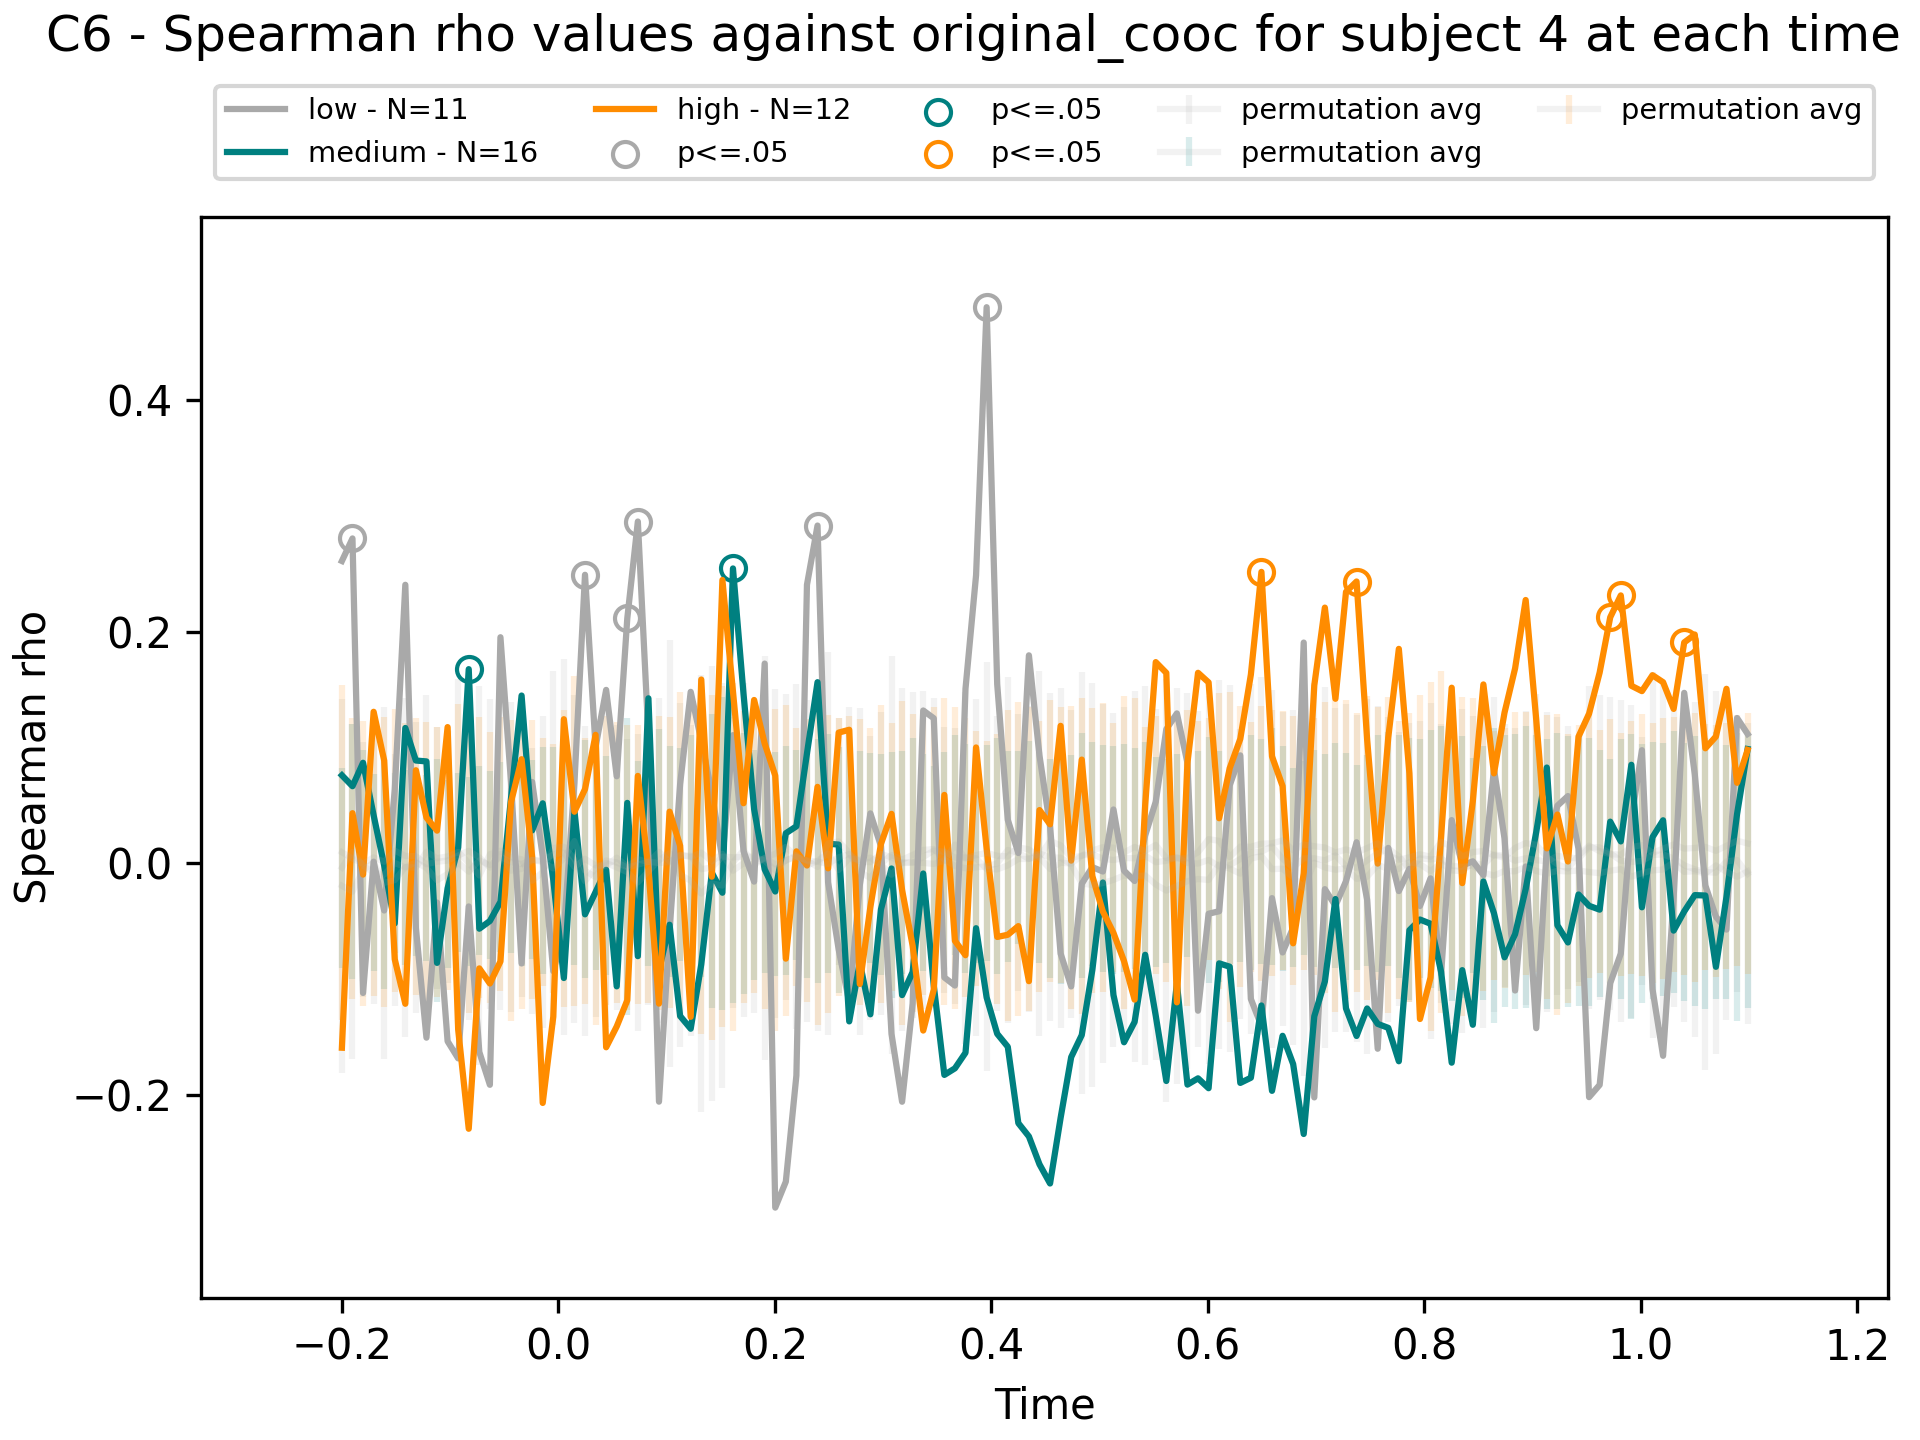 C6 - Spearman rho values against original_cooc for subject 4 at each time
low - N=11
medium - N=16
high - N=12
p<=.05
p<=.05
p<=.05
permutation avg
permutation avg
permutation avg
Spearman rho
0.4
0.2
0.0
−0.2
−0.2
0.0
0.2
0.4
0.6
0.8
1.0
1.2
Time